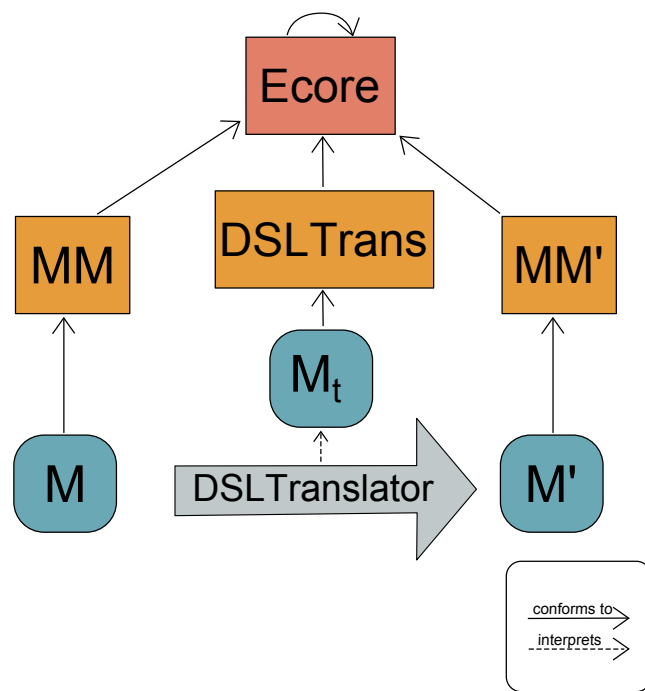 Ecore
MM
DSLTrans
MM'
Mt
M
DSLTranslator
M'
conforms to
interprets